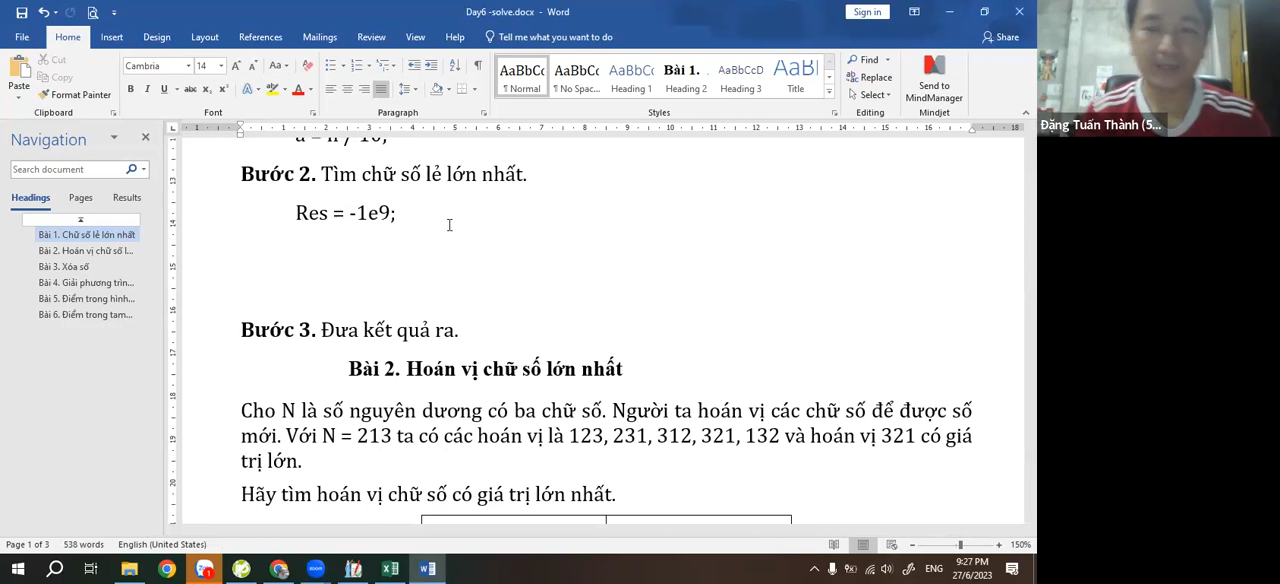 Day6 -solve.docx - Word
Sign in
File Home Insert Design Layout References Mailings Review View Help Tell me what you want to do
Share
Paste
Cut
Copy
Format Painter
Clipboard
Cambria 14
Font
Paragraph
AaBbCc AaBbCc AaBbCc Bài 1. AaBbCcD AaBl
¶ Normal ¶ No Spac... Heading 1 Heading 2 Heading 3 Title
Styles
Find
Replace
Select
Editing
Send to
MindManager
Mindjet
Navigation
Search document
Headings Pages Results
Bài 1. Chữ số lẻ lớn nhất
Bài 2. Hoán vị chữ số l...
Bài 3. Xóa số
Bài 4. Giải phương trìn...
Bài 5. Điểm trong hình...
Bài 6. Điểm trong tam...
Bước 2. Tìm chữ số lẻ lớn nhất.
Res = -1e9;
Bước 3. Đưa kết quả ra.
Bài 2. Hoán vị chữ số lớn nhất
Cho N là số nguyên dương có ba chữ số. Người ta hoán vị các chữ số để được số
mới. Với N = 213 ta có các hoán vị là 123, 231, 312, 321, 132 và hoán vị 321 có giá
trị lớn.
Hãy tìm hoán vị chữ số có giá trị lớn nhất.
Đặng Tuấn Thành (5...
Page 1 of 3 538 words English (United States)
150%
ENG
9:27 PM
27/6/2023